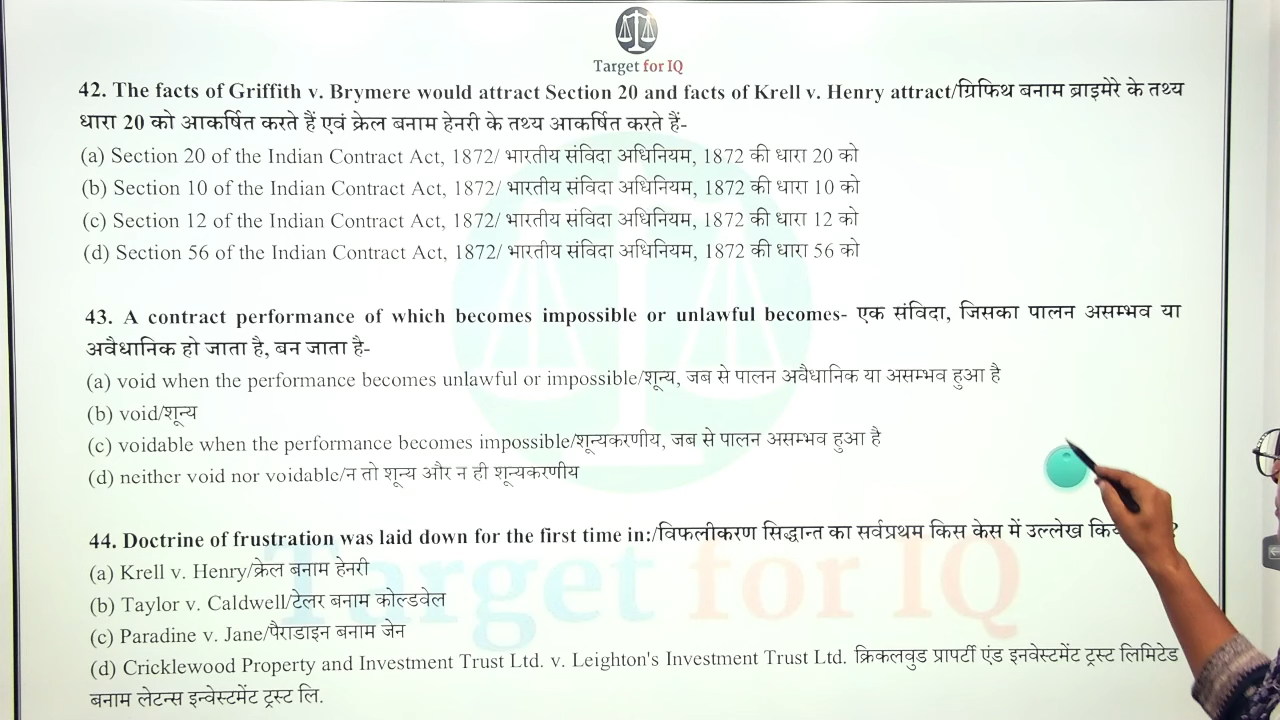 Target for IQ
42. The facts of Griffith v. Brymere would attract Section 20 and facts of Krell v. Henry attract/ग्रिफिथ बनाम ब्राइमेरे के तथ्य
धारा 20 को आकर्षित करते हैं एवं क्रेल बनाम हेनरी के तथ्य आकर्षित करते हैं-
(a) Section 20 of the Indian Contract Act, 1872/ भारतीय संविदा अधिनियम, 1872 की धारा 20 को
(b) Section 10 of the Indian Contract Act, 1872/ भारतीय संविदा अधिनियम, 1872 की धारा 10 को
(c) Section 12 of the Indian Contract Act, 1872/ भारतीय संविदा अधिनियम, 1872 की धारा 12 को
(d) Section 56 of the Indian Contract Act, 1872/ भारतीय संविदा अधिनियम, 1872 की धारा 56 को
43. A contract performance of which becomes impossible or unlawful becomes- एक संविदा, जिसका पालन असम्भव या
अवैधानिक हो जाता है, बन जाता है-
(a) void when the performance becomes unlawful or impossible/शून्य, जब से पालन अवैधानिक या असम्भव हुआ है
(b) void/शून्य
(c) voidable when the performance becomes impossible/शून्यकरणीय, जब से पालन असम्भव हुआ है
(d) neither void nor voidable/न तो शून्य और न ही शून्यकरणीय
44. Doctrine of frustration was laid down for the first time in:/विफलीकरण सिद्धान्त का सर्वप्रथम किस केस में उल्लेख
(a) Krell v. Henry/क्रेल बनाम हेनरी
(b) Taylor v. Caldwell/टेलर बनाम कोल्डवेल
(c) Paradine v. Jane/पैराडाइन बनाम जेन
(d) Cricklewood Property and Investment Trust Ltd. v. Leighton's Investment Trust Ltd. क्रिकलवुड प्रापर्टी एंड इनवेस्टमेंट ट्रस्ट लिमिटेड
बनाम लेटन्स इन्वेस्टमेंट ट्रस्ट लि.
Target for IQ